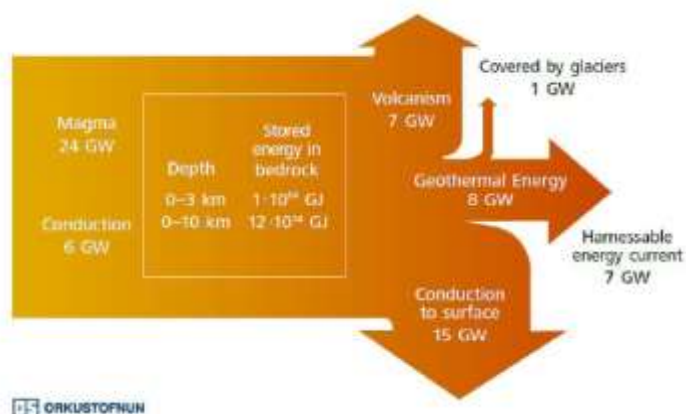 Magma
24 GW
Conduction
6 GW
Depth
Stored
energy in
bedrock
0–3 km
0–10 km
Volcanism
7 GW
Covered by glaciers
1 GW
Geothermal Energy
8 GW
Harnessable
energy current
7 GW
Conduction
to surface
15 GW
ORKUSTOFNUN